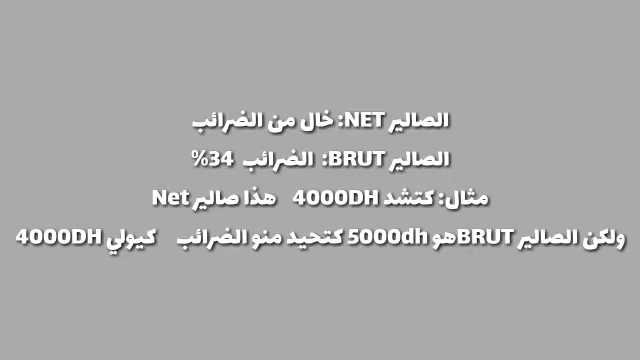 الصالير NET: خال من الضرائب
الصالير BRUT: الضرائب 34%
مثال: كتشد 4000DH هذا صالير Net
ولكن الصالير BRUTهو 5000dh كتحيد منو الضرائب كيولي 4000DH